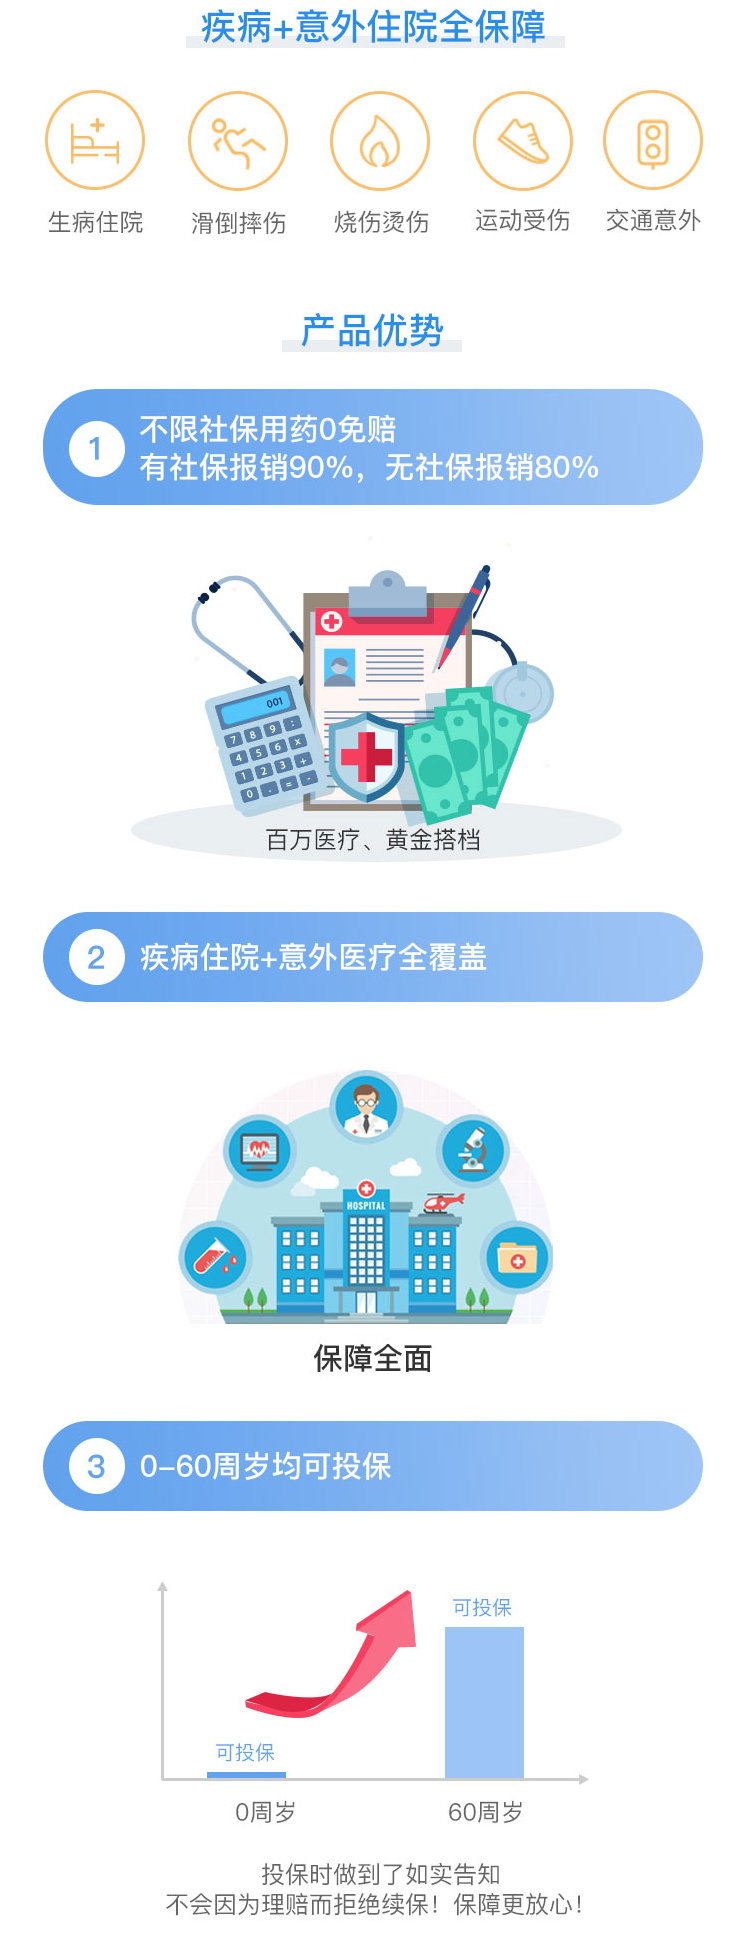 疾病+意外住院全保障
生病住院
滑倒摔伤
烧伤烫伤
运动受伤
交通意外
产品优势
1
不限社保用药0免赔
有社保报销90%，无社保报销80%
001
7 8 9 :
4 5 6 x
1 2 3 +
0 . = -
百万医疗、黄金搭档
2
疾病住院+意外医疗全覆盖
HOSPITAL
保障全面
3
0-60周岁均可投保
可投保
可投保
0周岁
60周岁
投保时做到了如实告知
不会因为理赔而拒绝续保！保障更放心！